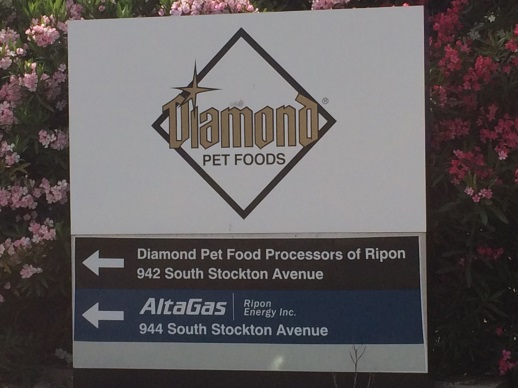 Diamond®
PET FOODS
Diamond Pet Food Processors of Ripon
942 South Stockton Avenue
AltaGas Ripon
Energy Inc.
944 South Stockton Avenue